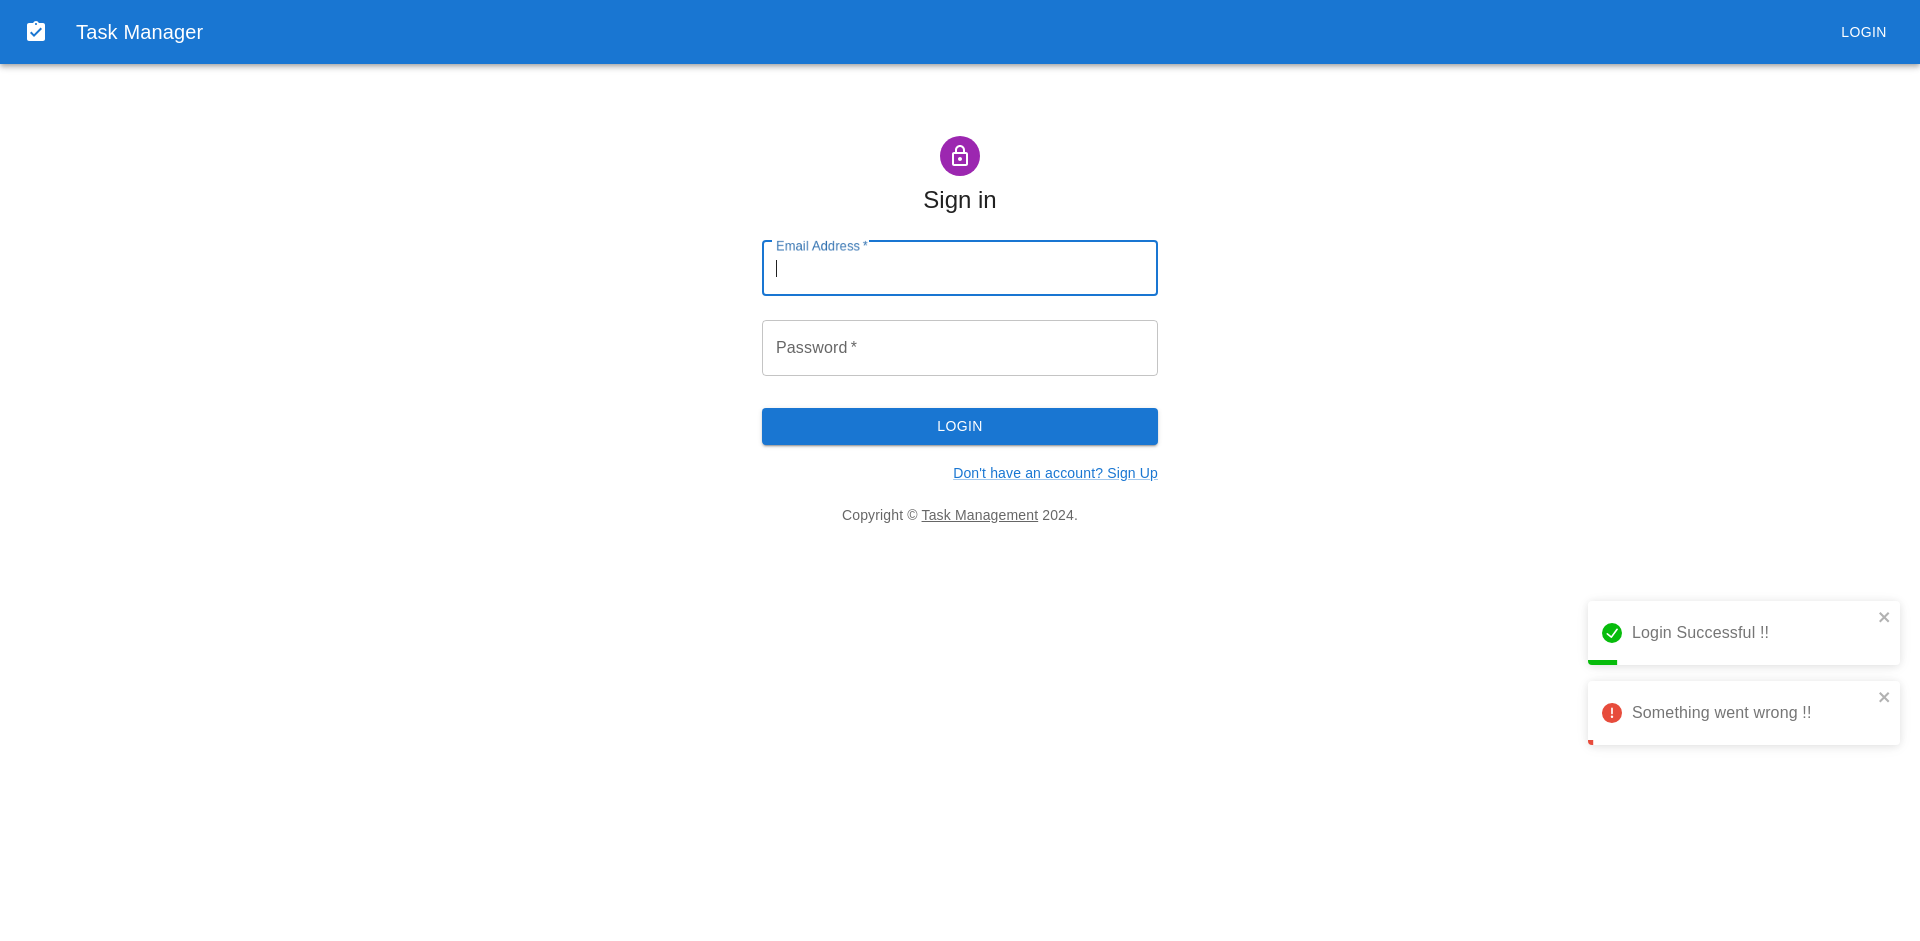 Task Manager
LOGIN
Sign in
Email Address *
Password *
LOGIN
Don't have an account? Sign Up
Copyright © Task Management 2024.
Login Successful !!
Something went wrong !!